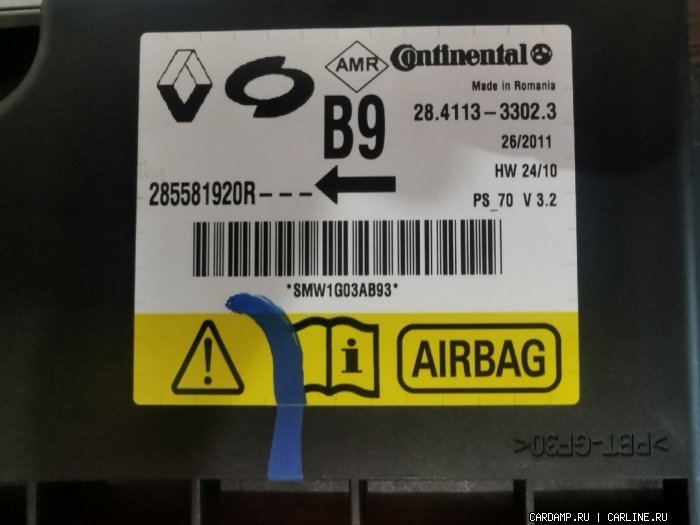 AMR
Continental
Made in Romania
B9
28.4113-3302.3
26/2011
HW 24/10
285581920R---
PS_70 V 3.2
*SMW1G03AB93*
i
AIRBAG
>PBT-GF30<
CARDAMP.RU | CARLINE.RU